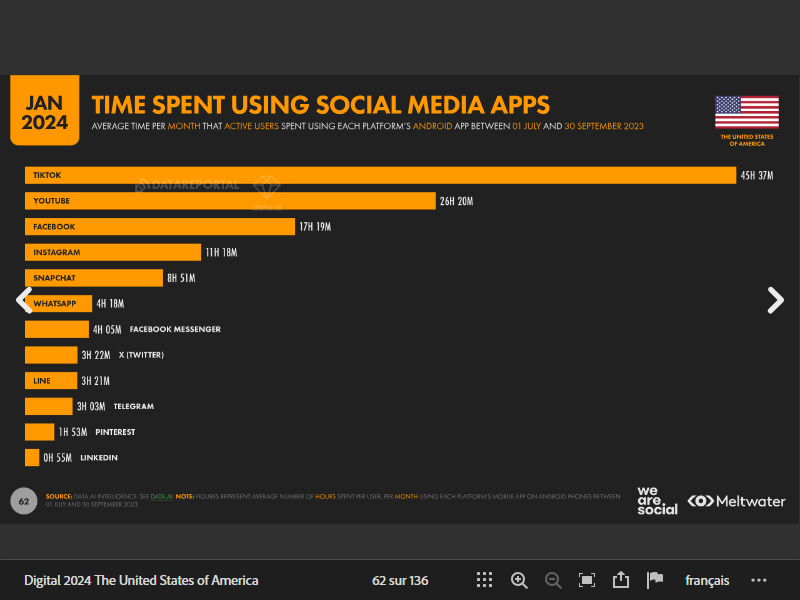 JAN
2024
TIME SPENT USING SOCIAL MEDIA APPS
AVERAGE TIME PER MONTH THAT ACTIVE USERS SPENT USING EACH PLATFORM'S ANDROID APP BETWEEN 01 JULY AND 30 SEPTEMBER 2023
THE UNITED STATES
OF AMERICA
TIKTOK 45H 37M
DATAREPORTAL
YOUTUBE 26H 20M
FACEBOOK 17H 19M
INSTAGRAM 11H 18M
SNAPCHAT 8H 51M
WHATSAPP 4H 18M
4H 05M FACEBOOK MESSENGER
3H 22M X (TWITTER)
LINE 3H 21M
3H 03M TELEGRAM
1H 53M PINTEREST
0H 55M LINKEDIN
62
SOURCE: DATA.AI INTELLIGENCE. SEE DATA.AI. NOTE: FIGURES REPRESENT AVERAGE NUMBER OF HOURS SPENT PER USER, PER MONTH USING EACH PLATFORM'S MOBILE APP ON ANDROID PHONES BETWEEN
01 JULY AND 30 SEPTEMBER 2023.
we
are
social
Meltwater
Digital 2024 The United States of America 62 sur 136 français